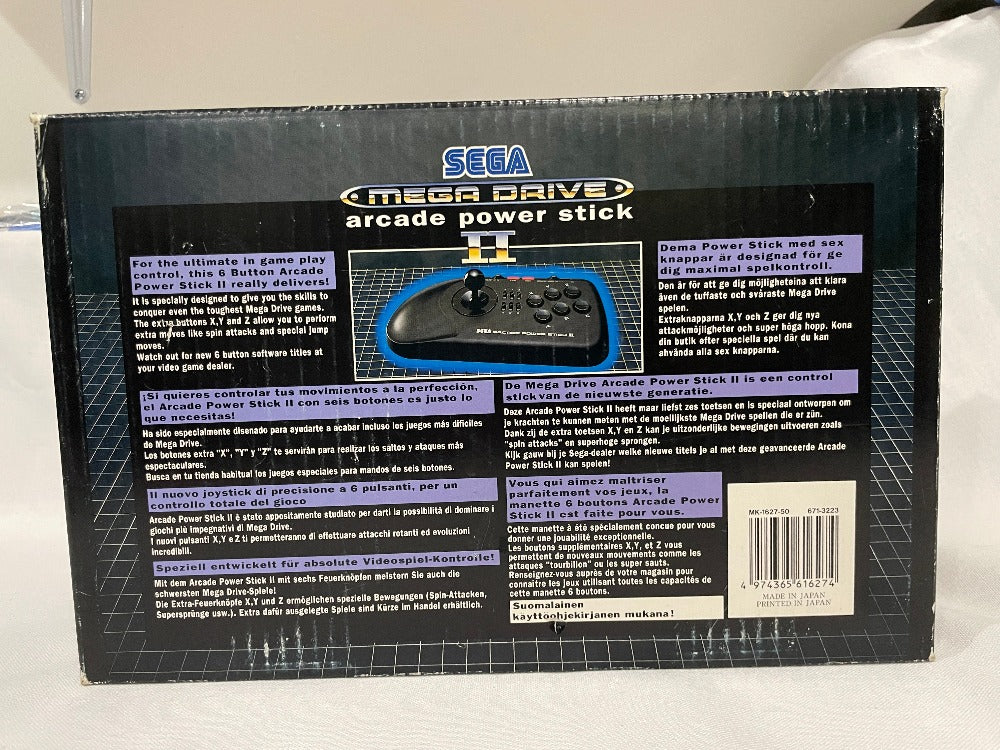 SEGA
MEGA DRIVE
arcade power stick
II
For the ultimate in game play
control, this 6 Button Arcade
Power Stick II really delivers!
It is specially designed to give you the skills to
conquer even the toughest Mega Drive games.
The extra buttons X,Y and Z allow you to perform
extra moves like spin attacks and special jump
moves.
Watch out for new 6 button software titles at
your video game dealer.
SEGA ARCADE POWER STICK II
Dema Power Stick med sex
knappar är designad för ge
dig maximal spelkontroll.
Den är för att ge dig möjligheteina att klara
även de tuffaste och svåraste Mega Drive
spelen.
Extraknapparna X,Y och Z ger dig nya
attackmöjligheter och super höga hopp. Kona
din butik efter speciella spel där du kan
ahvända alla sex knapparna.
¡Si quieres controlar tus movimientos a la perfección,
el Arcade Power Stick II con seis botones es justo lo
que necesitas!
Ha sido especialmente disenado para ayudarte a acabar incluso los juegos más dificiles
de Mega Drive.
Los botones extra "X", "Y" y "Z" te servirán para realizar los saltos y ataques más
espectaculares.
Busca en tu tienda habitual los juegos especiales para mandos de seis botones.
De Mega Drive Arcade Power Stick II is een control
stick van de nieuwste generatie.
Deze Arcade Power Stick II heeft maar liefst zes toetsen en is speciaal ontworpen om
je krachten te kunnen meten met de moeilijkste Mega Drive spellen die er zün.
Dank zij de extra toetsen X,Y en Z kan je uitzonderlijke bewegingen uitvoeren zoals
"spin attacks" en superhoge sprongen.
Kijk gauw bij je Sega-dealer welke nieuwe titels je al met deze geavanceerde Arcade
Power Stick II kan spelen!
Il nuovo joystick di precisione a 6 pulsanti, per un
controllo totale del gioco
Arcade Power Stick II è stato appositamente studiato per darti la possibilità di dominare i
giochi più impegnativi di Mega Drive.
I nuovi pulsanti X,Y e Z ti permetteranno di effettuare attacchi rotanti ed evoluzioni
incredibili.
Vous qui aimez maîtriser
parfaitement vos jeux, la
manette 6 boutons Arcade Power
Stick II est faite pour vous.
Cette manette à été spécialement concue pour vous
donner une jouabilité exceptionnelle.
Les boutons supplémentaires X,Y, et Z vous
permettent de nouveaux mouvements comme les
attaques "tourbillon" ou les super sauts.
Renseignez-vous auprès de votre magasin pour
connaitre les jeux utilisant toutes les capacités de
cette manette 6 boutons.
Speziell entwickelt für absolute Videospiel-Kontrolle!
Mit dem Arcade Power Stick II mit sechs Feuerknöpfen meistern Sie auch die
schwersten Mega Drive-Spiele!
Die Extra-Feuerknöpfe X,Y und Z ermöglichen spezielle Bewegungen (Spin-Attacken,
Supersprünge usw.). Extra dafür ausgelegte Spiele sind Kürze im Handel erhältlich.
Suomalainen
kayttöohjekirjanen mukana!
MK-1627-50 671-3223
4 974365 616274
MADE IN JAPAN
PRINTED IN JAPAN